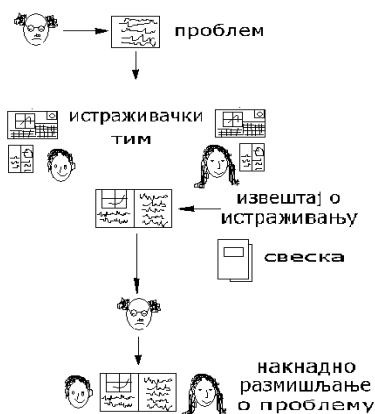 проблем
истраживачки
тим
извештај о
истраживању
свеска
накнадно
размишљање
о проблему